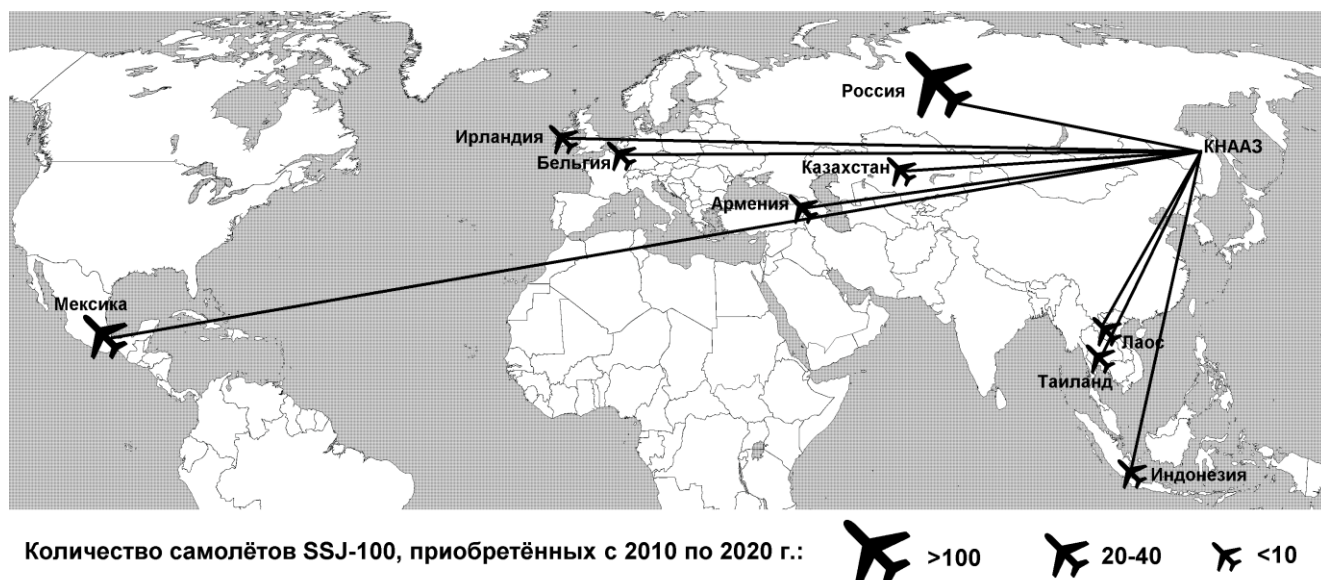 Россия
Ирландия
КНААЗ
Бельгия
Казахстан
Армения
Мексика
Лаос
Таиланд
Индонезия
Количество самолётов SSJ-100, приобретённых с 2010 по 2020 г.: >100 20-40 <10